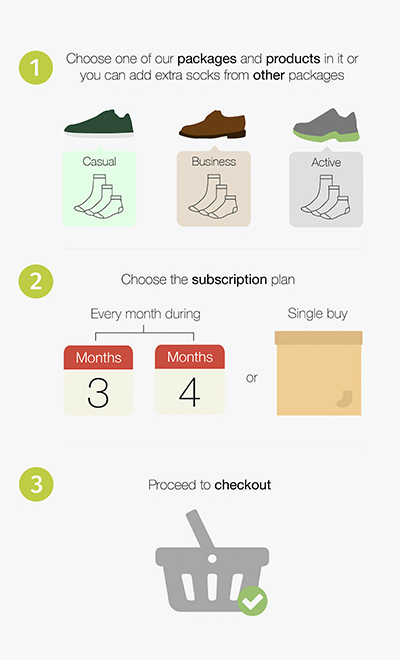 1
Choose one of our packages and products in it or
you can add extra socks from other packages
Casual
Business
Active
2
Choose the subscription plan
Every month during
Single buy
Months
Months
3
4
or
3
Proceed to checkout